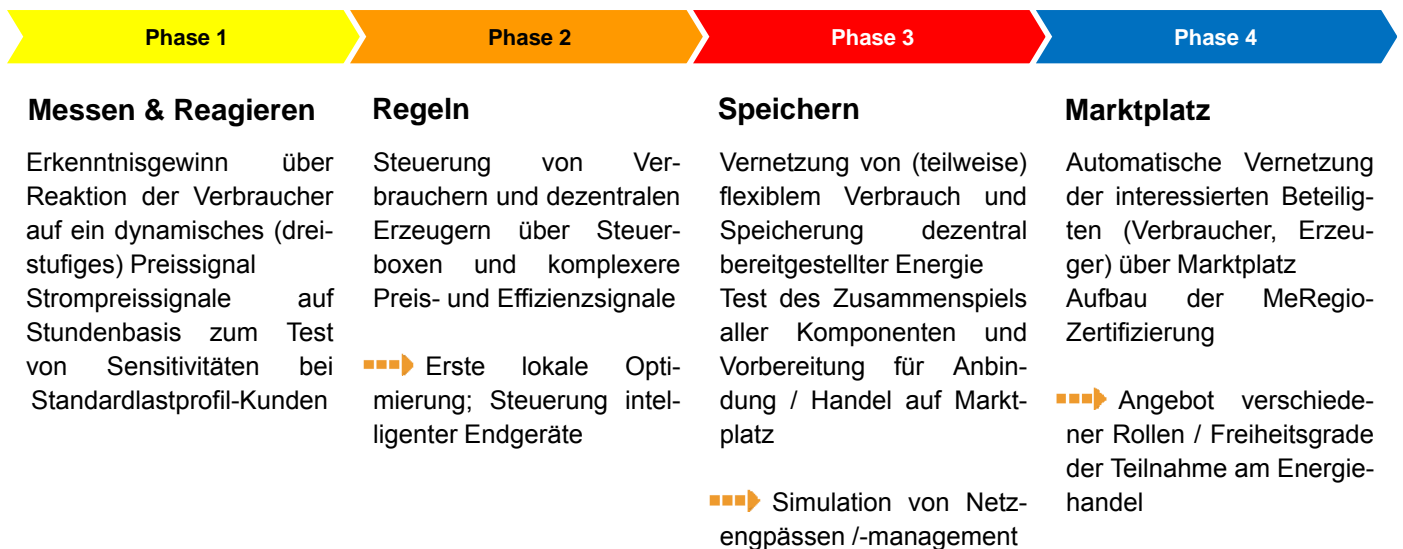 Phase 1
Phase 2
Phase 3
Phase 4
Messen & Reagieren
Erkenntnisgewinn über
Reaktion der Verbraucher
auf ein dynamisches (drei-
stufiges) Preissignal
Strompreissignale auf
Stundenbasis zum Test
von Sensitivitäten bei
Standardlastprofil-Kunden
Regeln
Steuerung von Ver-
brauchern und dezentralen
Erzeugern über Steuer-
boxen und komplexere
Preis- und Effizienzsignale
Erste lokale Opti-
mierung; Steuerung intel-
ligenter Endgeräte
Speichern
Vernetzung von (teilweise)
flexiblem Verbrauch und
Speicherung dezentral
bereitgestellter Energie
Test des Zusammenspiels
aller Komponenten und
Vorbereitung für Anbin-
dung / Handel auf Markt-
platz
Simulation von Netz-
engpässen /-management
Marktplatz
Automatische Vernetzung
der interessierten Beteilig-
ten (Verbraucher, Erzeu-
ger) über Marktplatz
Aufbau der MeRegio-
Zertifizierung
Angebot verschiede-
ner Rollen / Freiheitsgrade
der Teilnahme am Energie-
handel